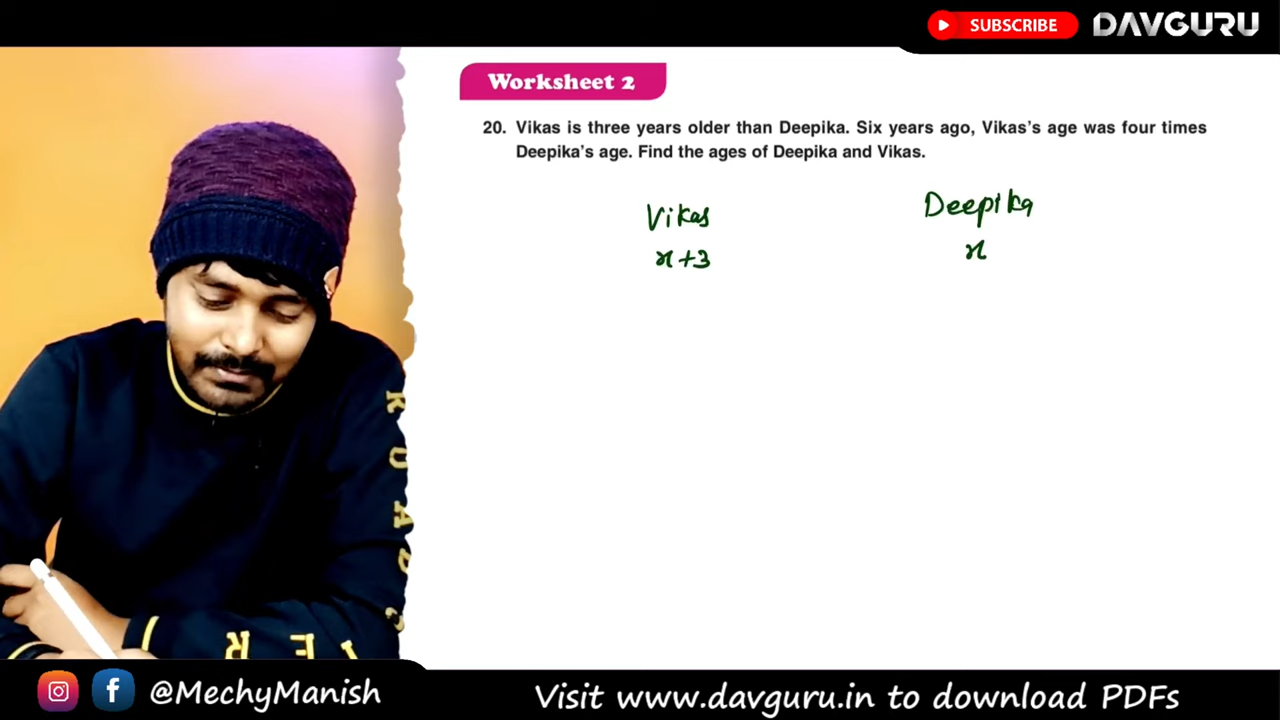 SUBSCRIBE DAVGURU
Worksheet 2
20. Vikas is three years older than Deepika. Six years ago, Vikas's age was four times
Deepika's age. Find the ages of Deepika and Vikas.
Vikas Deepika
x+3 x
@MechyManish Visit www.davguru.in to download PDFs